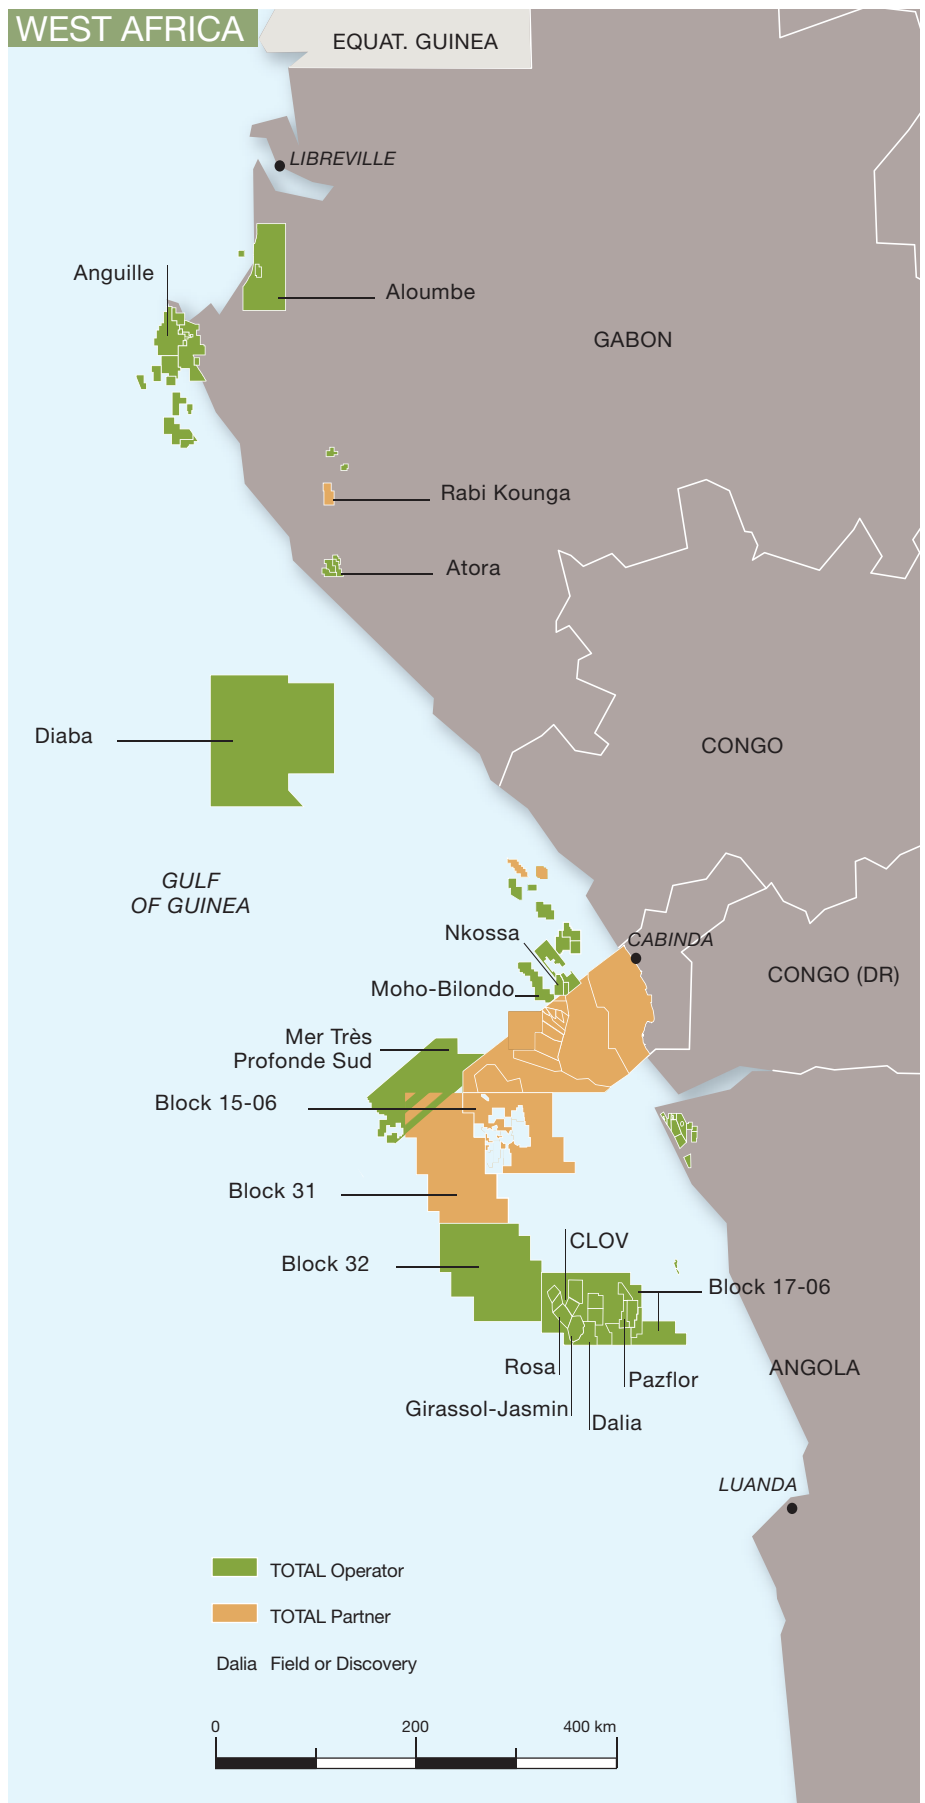 WEST AFRICA
EQUAT. GUINEA
LIBREVILLE
Anguille
Aloumbe
GABON
Rabi Kounga
Atora
Diaba
CONGO
GULF
OF GUINEA
Nkossa
CABINDA
CONGO (DR)
Moho-Bilondo
Mer Très
Profonde Sud
Block 15-06
Block 31
CLOV
Block 32
Block 17-06
Rosa
ANGOLA
Pazflor
Girassol-Jasmin
Dalia
LUANDA
TOTAL Operator
TOTAL Partner
Dalia Field or Discovery
0 200 400 km